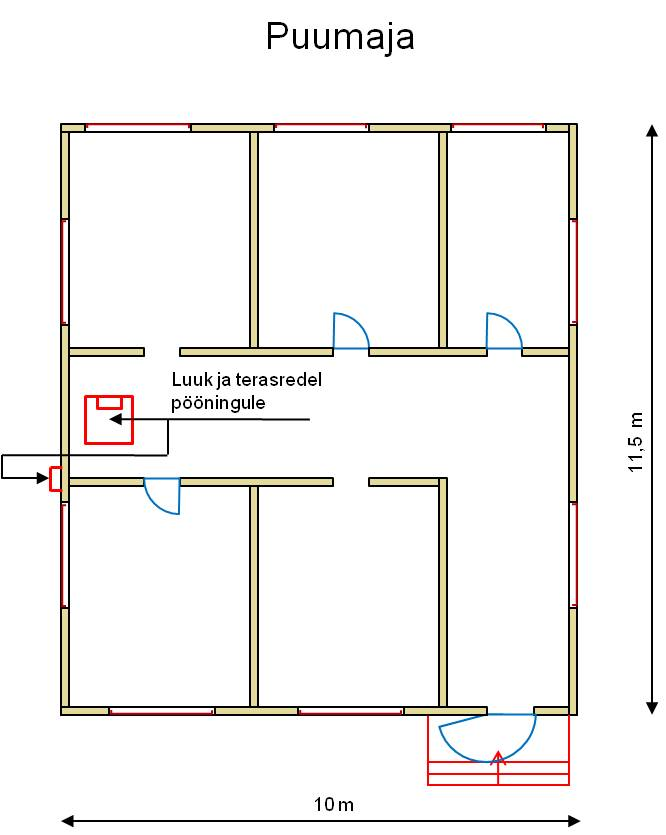 Puumaja
Luuk ja terasredel
pööningule
11,5 m
10 m